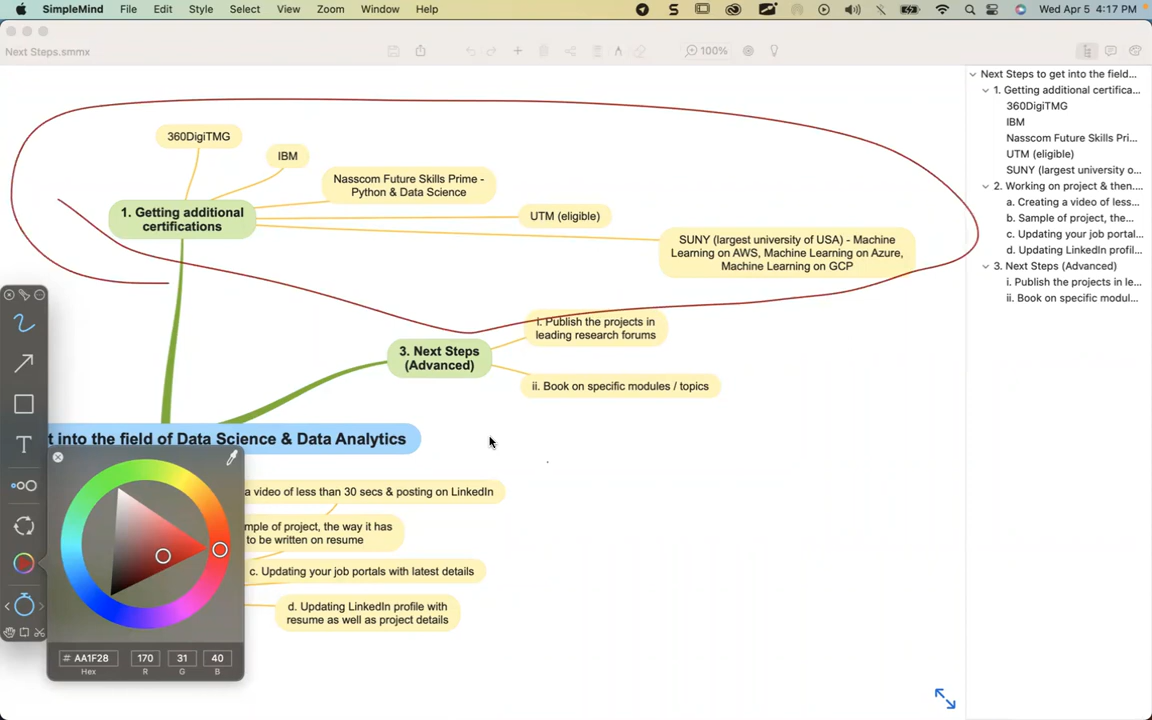 SimpleMind File Edit Style Select View Zoom Window Help Wed Apr 5 4:17 PM
Next Steps.smmx
100%
360DigiTMG
IBM
Nasscom Future Skills Prime -
Python & Data Science
1. Getting additional
certifications
UTM (eligible)
SUNY (largest university of USA) - Machine
Learning on AWS, Machine Learning on Azure,
Machine Learning on GCP
i. Publish the projects in
leading research forums
3. Next Steps
(Advanced)
ii. Book on specific modules / topics
t into the field of Data Science & Data Analytics
a video of less than 30 secs & posting on LinkedIn
mple of project, the way it has
to be written on resume
c. Updating your job portals with latest details
d. Updating LinkedIn profile with
resume as well as project details
T
# AA1F28 170 31 40
Hex R G B
Next Steps to get into the field...
1. Getting additional certifica...
360DigiTMG
IBM
Nasscom Future Skills Pri...
UTM (eligible)
SUNY (largest university o...
2. Working on project & then....
a. Creating a video of less...
b. Sample of project, the...
c. Updating your job portal...
d. Updating LinkedIn profil...
3. Next Steps (Advanced)
i. Publish the projects in le...
ii. Book on specific modul...